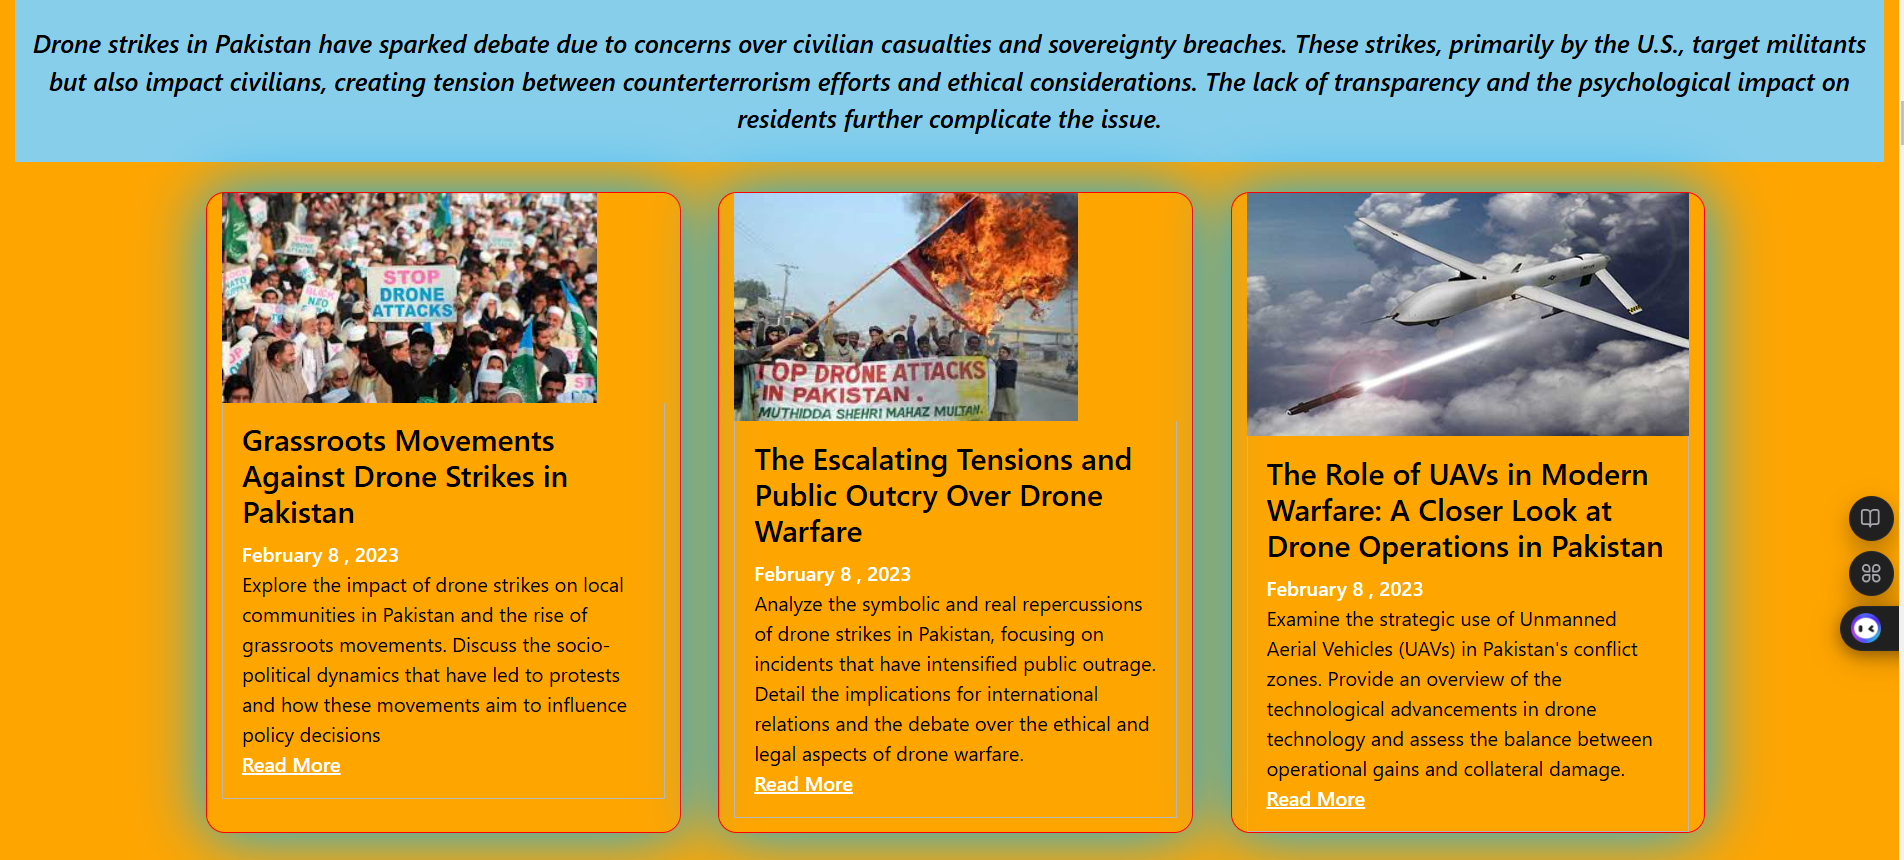 Drone strikes in Pakistan have sparked debate due to concerns over civilian casualties and sovereignty breaches. These strikes, primarily by the U.S., target militants
but also impact civilians, creating tension between counterterrorism efforts and ethical considerations. The lack of transparency and the psychological impact on
residents further complicate the issue.
STOP
DRONE
ATTACKS
BLOCK
NATO
Grassroots Movements
Against Drone Strikes in
Pakistan
February 8 , 2023
Explore the impact of drone strikes on local
communities in Pakistan and the rise of
grassroots movements. Discuss the socio-
political dynamics that have led to protests
and how these movements aim to influence
policy decisions
Read More
TOP DRONE ATTACKS
IN PAKISTAN .
MUTHIDDA SHEHRI MAHAZ MULTAN.
The Escalating Tensions and
Public Outcry Over Drone
Warfare
February 8 , 2023
Analyze the symbolic and real repercussions
of drone strikes in Pakistan, focusing on
incidents that have intensified public outrage.
Detail the implications for international
relations and the debate over the ethical and
legal aspects of drone warfare.
Read More
The Role of UAVs in Modern
Warfare: A Closer Look at
Drone Operations in Pakistan
February 8 , 2023
Examine the strategic use of Unmanned
Aerial Vehicles (UAVs) in Pakistan's conflict
zones. Provide an overview of the
technological advancements in drone
technology and assess the balance between
operational gains and collateral damage.
Read More